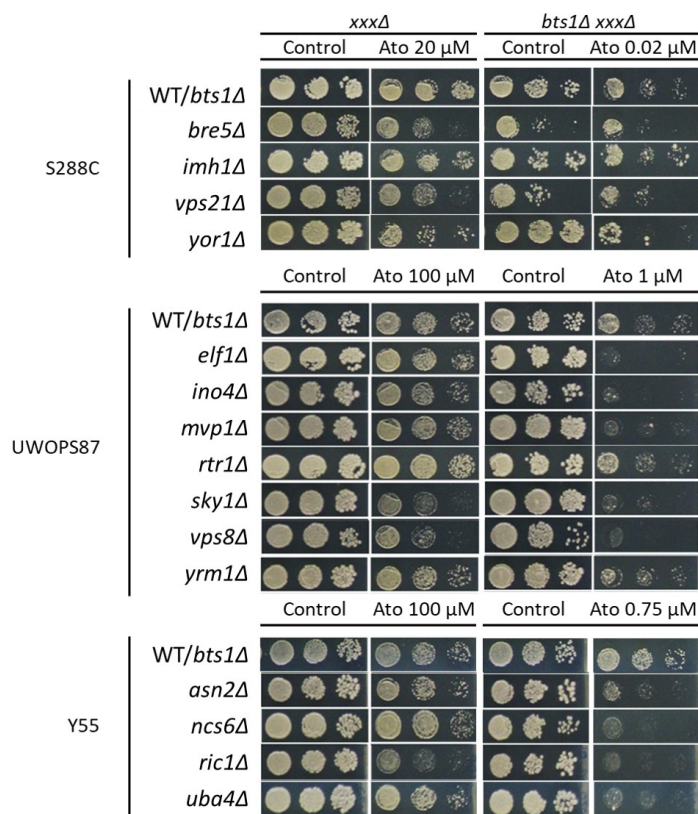 xxxΔ bts1Δ xxxΔ
Control Ato 20 µM Control Ato 0.02 µM
S288C
WT/bts1Δ
bre5Δ
imh1Δ
vps21Δ
yor1Δ
Control Ato 100 µM Control Ato 1 µM
UWOPS87
WT/bts1Δ
elf1Δ
ino4Δ
mvp1Δ
rtr1Δ
sky1Δ
vps8Δ
yrm1Δ
Control Ato 100 µM Control Ato 0.75 µM
Y55
WT/bts1Δ
asn2Δ
ncs6Δ
ric1Δ
uba4Δ